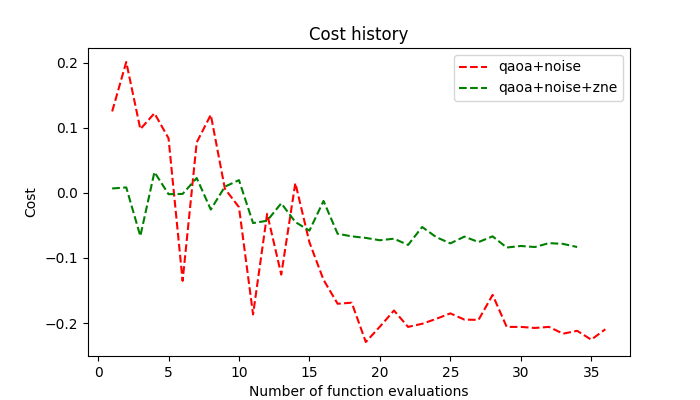 Cost history
qaoa+noise
qaoa+noise+zne
Cost
0.2
0.1
0.0
−0.1
−0.2
0 5 10 15 20 25 30 35
Number of function evaluations